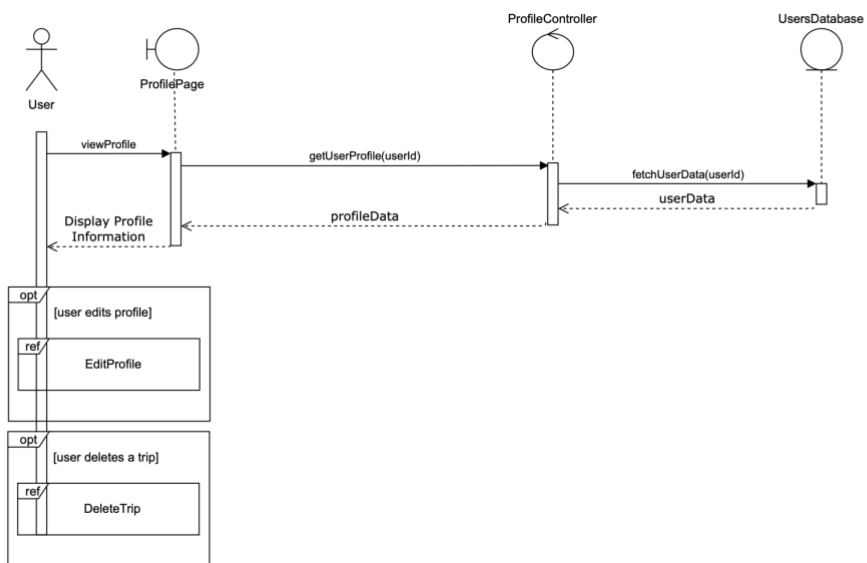 ProfileController
UsersDatabase
ProfilePage
User
viewProfile
getUserProfile(userId)
fetchUserData(userId)
userData
profileData
Display Profile
Information
opt
[user edits profile]
ref
EditProfile
opt
[user deletes a trip]
ref
DeleteTrip